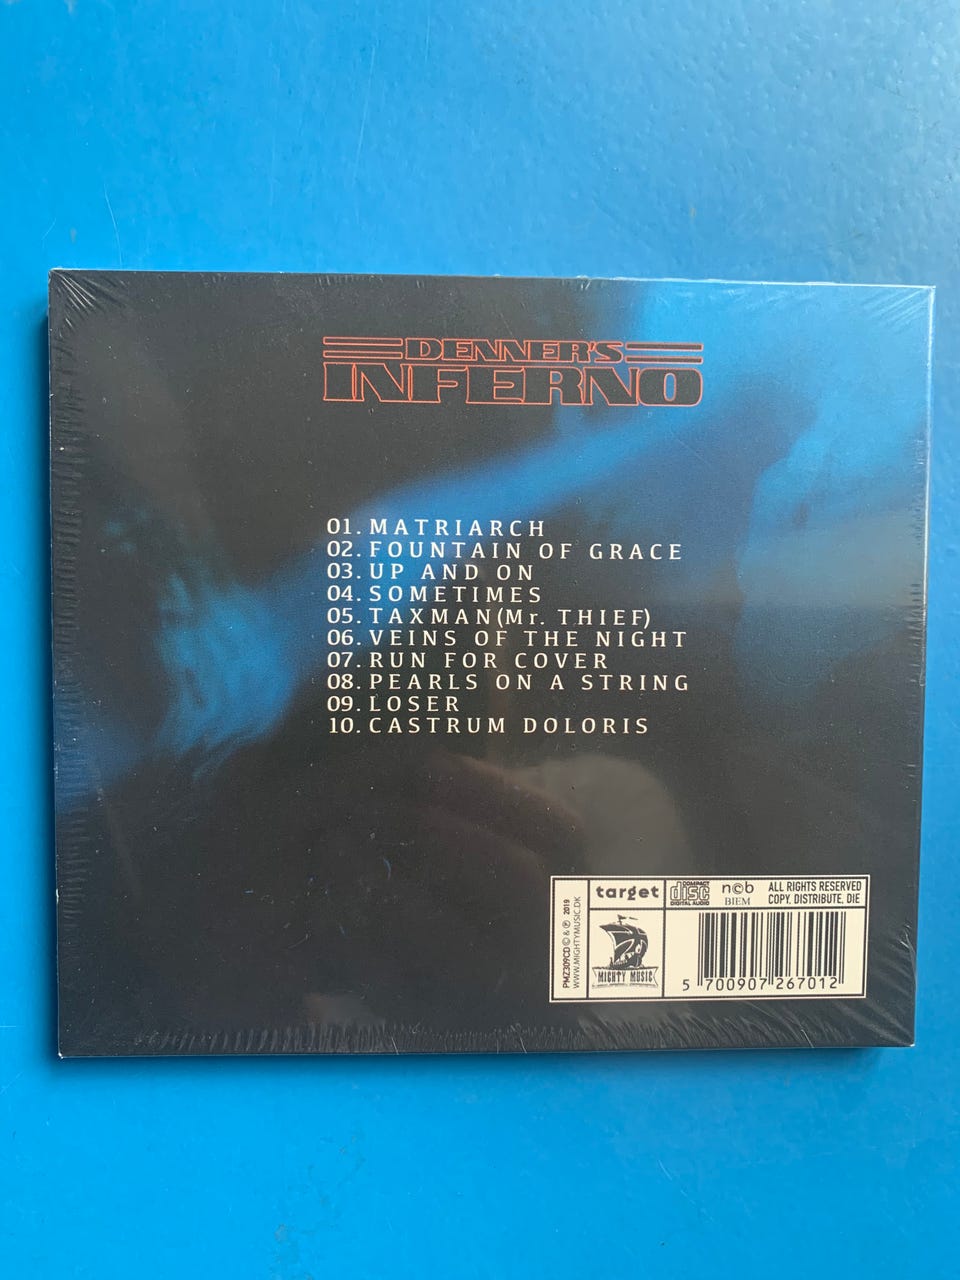 DENNER'S
INFERNO
01. MATRIARCH
02. FOUNTAIN OF GRACE
03. UP AND ON
04. SOMETIMES
05. TAXMAN(Mr. THIEF)
06. VEINS OF THE NIGHT
07. RUN FOR COVER
08. PEARLS ON A STRING
09. LOSER
10. CASTRUM DOLORIS
PMZ309CD © & ℗ 2019
WWW.MIGHTYMUSIC.DK
target
COMPACT
disc
DIGITAL AUDIO
n©b
BIEM
ALL RIGHTS RESERVED
COPY, DISTRIBUTE, DIE
MIGHTY MUSIC
5 700907 267012